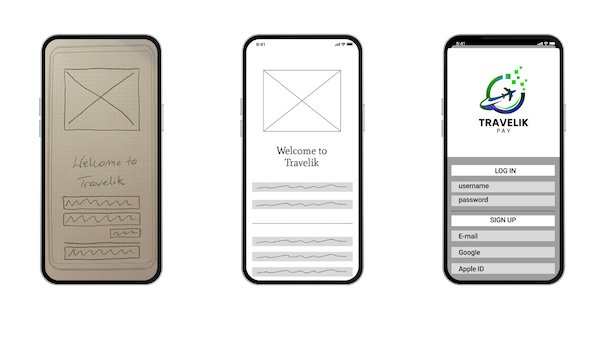 Welcome to
Travelik
9:41
Welcome to
Travelik
9:41
TRAVELIK
PAY
LOG IN
username
password
SIGN UP
E-mail
Google
Apple ID